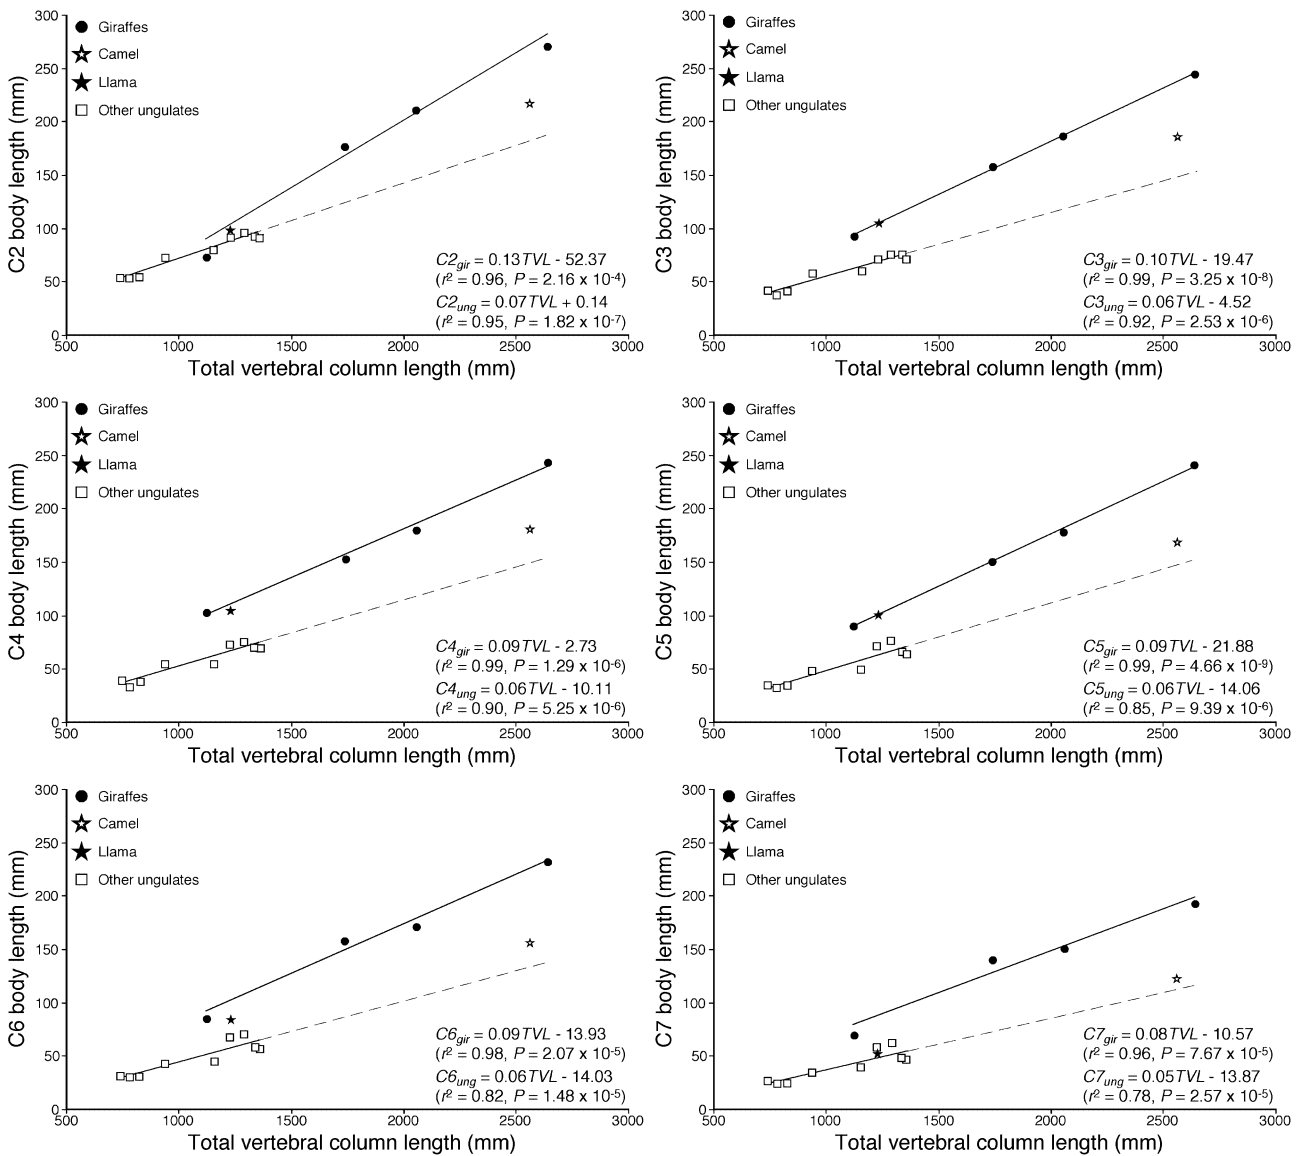 300
250
200
150
100
50
0
C2 body length (mm)
Giraffes
Camel
Llama
Other ungulates
C2gir = 0.13TVL - 52.37
(r² = 0.96, P = 2.16 x 10⁻⁴)
C2ung = 0.07TVL + 0.14
(r² = 0.95, P = 1.82 x 10⁻⁷)
500 1000 1500 2000 2500 3000
Total vertebral column length (mm)
300
250
200
150
100
50
0
C3 body length (mm)
Giraffes
Camel
Llama
Other ungulates
C3gir = 0.10TVL - 19.47
(r² = 0.99, P = 3.25 x 10⁻⁸)
C3ung = 0.06TVL - 4.52
(r² = 0.92, P = 2.53 x 10⁻⁶)
500 1000 1500 2000 2500 3000
Total vertebral column length (mm)
300
250
200
150
100
50
0
C4 body length (mm)
Giraffes
Camel
Llama
Other ungulates
C4gir = 0.09TVL - 2.73
(r² = 0.99, P = 1.29 x 10⁻⁶)
C4ung = 0.06TVL - 10.11
(r² = 0.90, P = 5.25 x 10⁻⁶)
500 1000 1500 2000 2500 3000
Total vertebral column length (mm)
300
250
200
150
100
50
0
C5 body length (mm)
Giraffes
Camel
Llama
Other ungulates
C5gir = 0.09TVL - 21.88
(r² = 0.99, P = 4.66 x 10⁻⁹)
C5ung = 0.06TVL - 14.06
(r² = 0.85, P = 9.39 x 10⁻⁶)
500 1000 1500 2000 2500 3000
Total vertebral column length (mm)
300
250
200
150
100
50
0
C6 body length (mm)
Giraffes
Camel
Llama
Other ungulates
C6gir = 0.09TVL - 13.93
(r² = 0.98, P = 2.07 x 10⁻⁵)
C6ung = 0.06TVL - 14.03
(r² = 0.82, P = 1.48 x 10⁻⁵)
500 1000 1500 2000 2500 3000
Total vertebral column length (mm)
300
250
200
150
100
50
0
C7 body length (mm)
Giraffes
Camel
Llama
Other ungulates
C7gir = 0.08TVL - 10.57
(r² = 0.96, P = 7.67 x 10⁻⁵)
C7ung = 0.05TVL - 13.87
(r² = 0.78, P = 2.57 x 10⁻⁵)
500 1000 1500 2000 2500 3000
Total vertebral column length (mm)